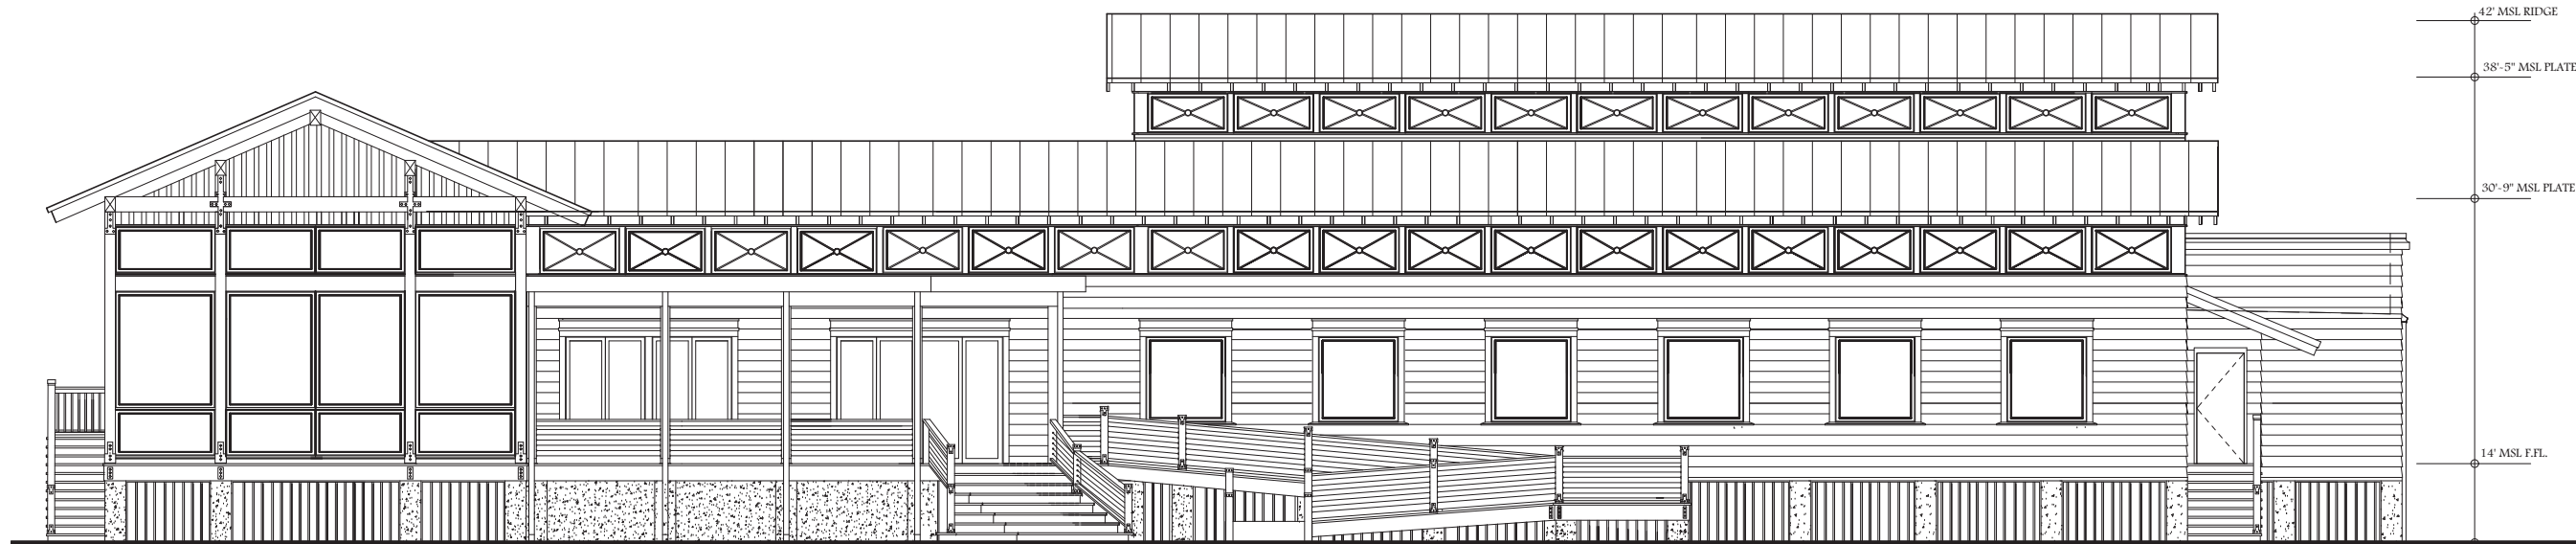 42' MSL RIDGE
38'-5" MSL PLATE
30'-9" MSL PLATE
14' MSL F.FL.